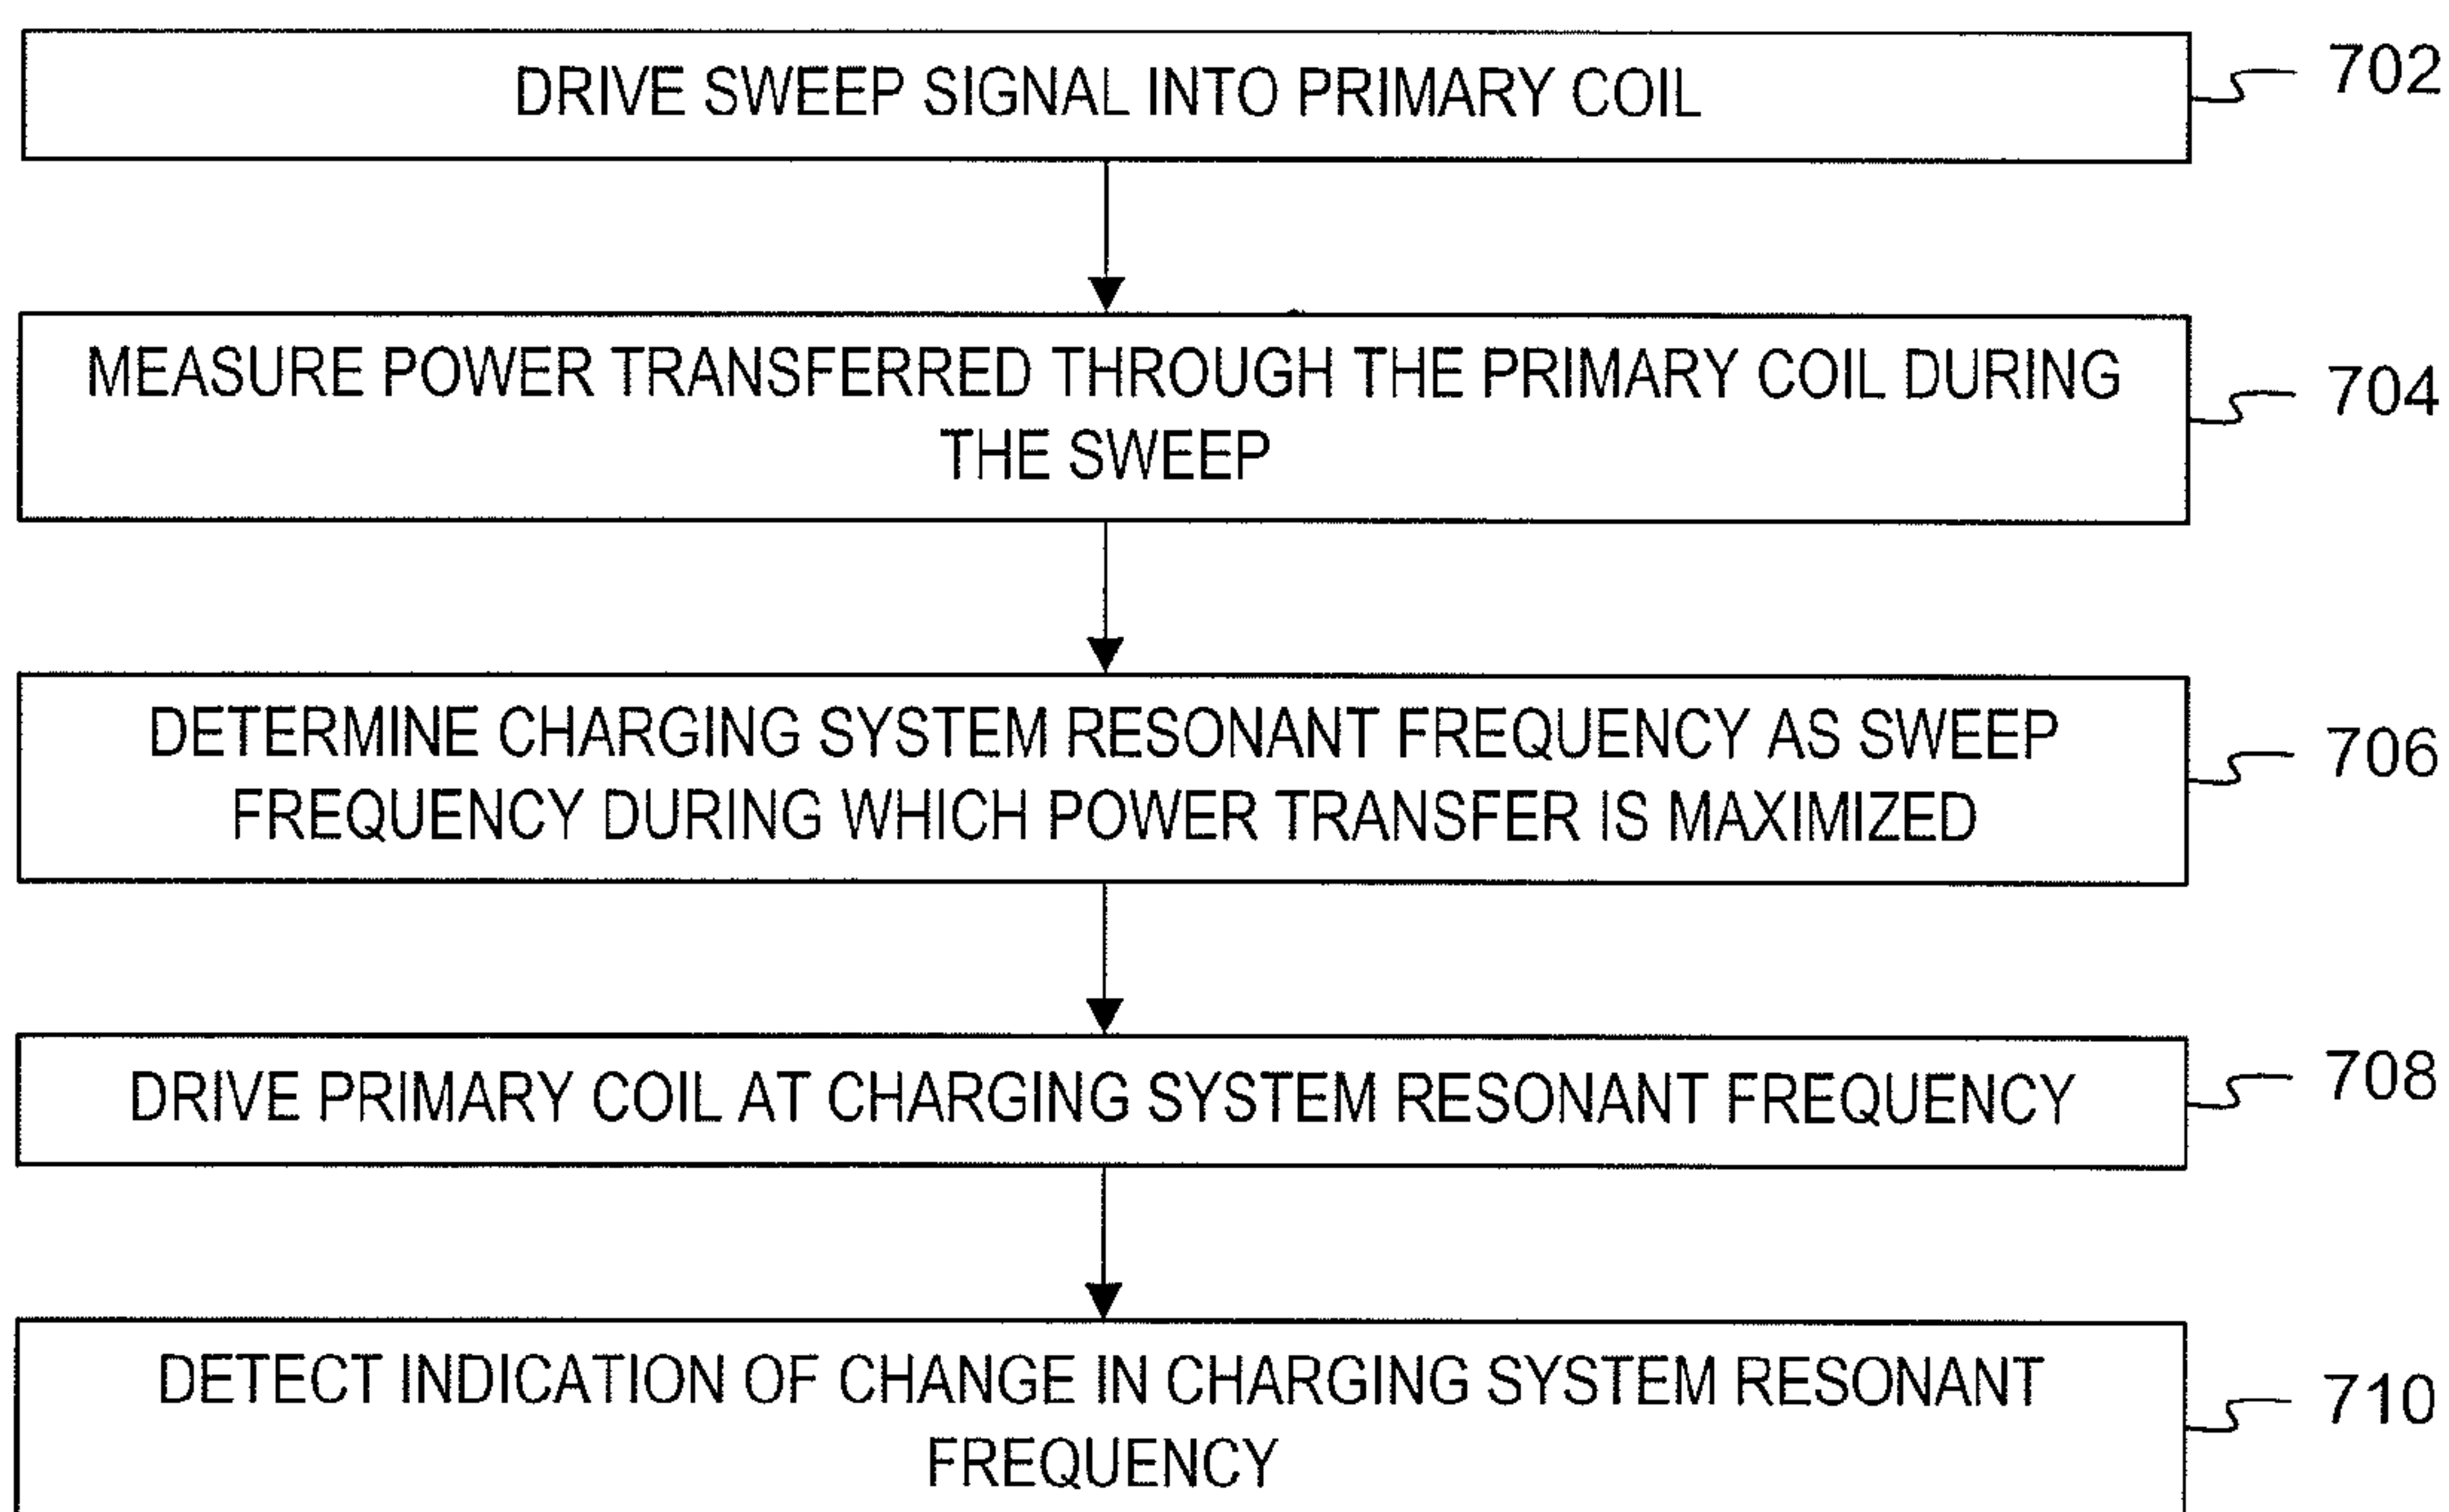 DRIVE SWEEP SIGNAL INTO PRIMARY COIL
702
MEASURE POWER TRANSFERRED THROUGH THE PRIMARY COIL DURING
THE SWEEP
704
DETERMINE CHARGING SYSTEM RESONANT FREQUENCY AS SWEEP
FREQUENCY DURING WHICH POWER TRANSFER IS MAXIMIZED
706
DRIVE PRIMARY COIL AT CHARGING SYSTEM RESONANT FREQUENCY
708
DETECT INDICATION OF CHANGE IN CHARGING SYSTEM RESONANT
FREQUENCY
710